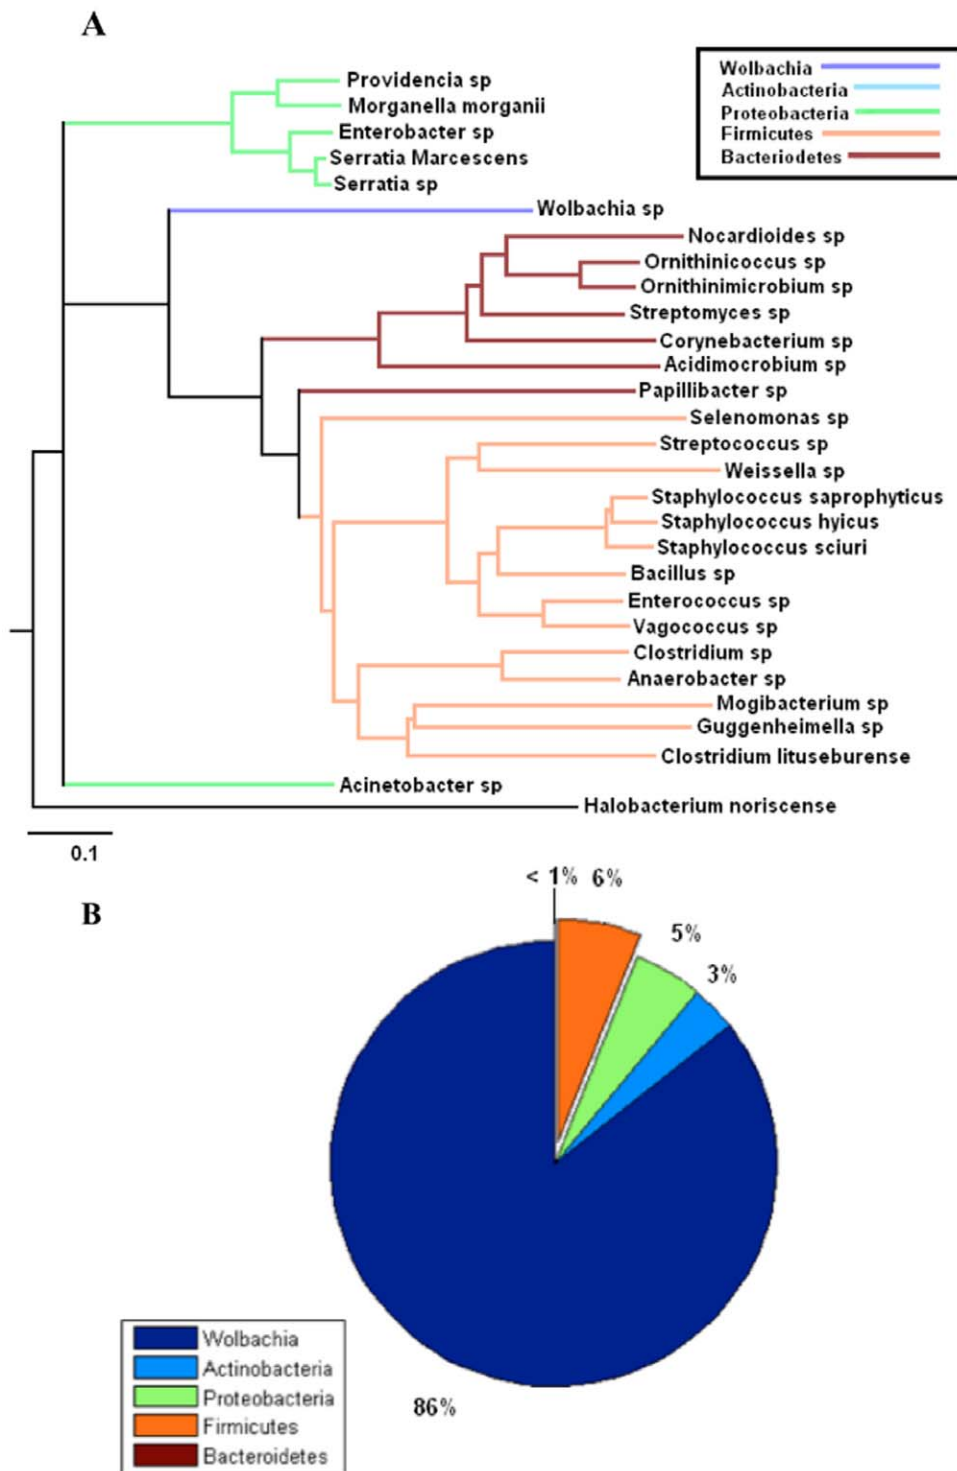 A
Wolbachia
Actinobacteria
Proteobacteria
Firmicutes
Bacteriodetes
Providencia sp
Morganella morganii
Enterobacter sp
Serratia Marcescens
Serratia sp
Wolbachia sp
Nocardioides sp
Ornithinicoccus sp
Ornithinimicrobium sp
Streptomyces sp
Corynebacterium sp
Acidimocrobium sp
Papillibacter sp
Selenomonas sp
Streptococcus sp
Weissella sp
Staphylococcus saprophyticus
Staphylococcus hyicus
Staphylococcus sciuri
Bacillus sp
Enterococcus sp
Vagococcus sp
Clostridium sp
Anaerobacter sp
Mogibacterium sp
Guggenheimella sp
Clostridium lituseburense
Acinetobacter sp
Halobacterium noriscense
0.1
B
< 1% 6%
5%
3%
86%
Wolbachia
Actinobacteria
Proteobacteria
Firmicutes
Bacteroidetes